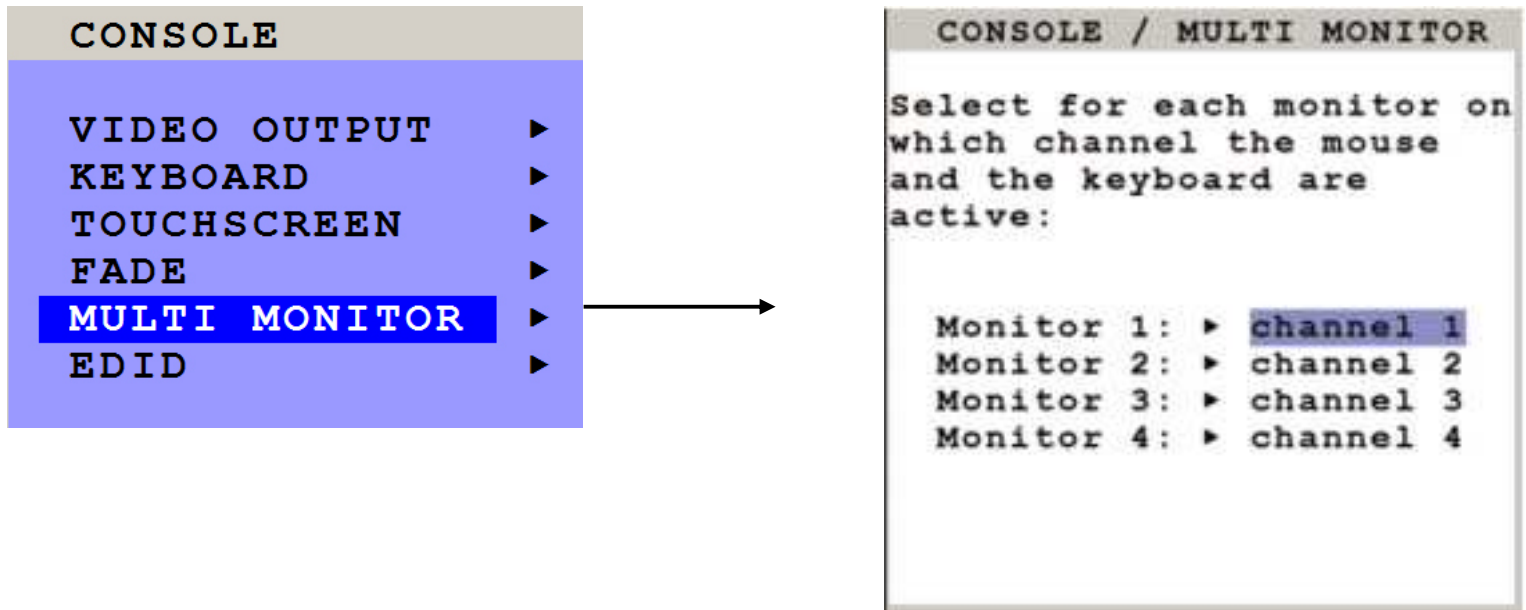 CONSOLE
VIDEO OUTPUT ►
KEYBOARD ►
TOUCHSCREEN ►
FADE ►
MULTI MONITOR ►
EDID ►
CONSOLE / MULTI MONITOR
Select for each monitor on
which channel the mouse
and the keyboard are
active:
Monitor 1: ► channel 1
Monitor 2: ► channel 2
Monitor 3: ► channel 3
Monitor 4: ► channel 4